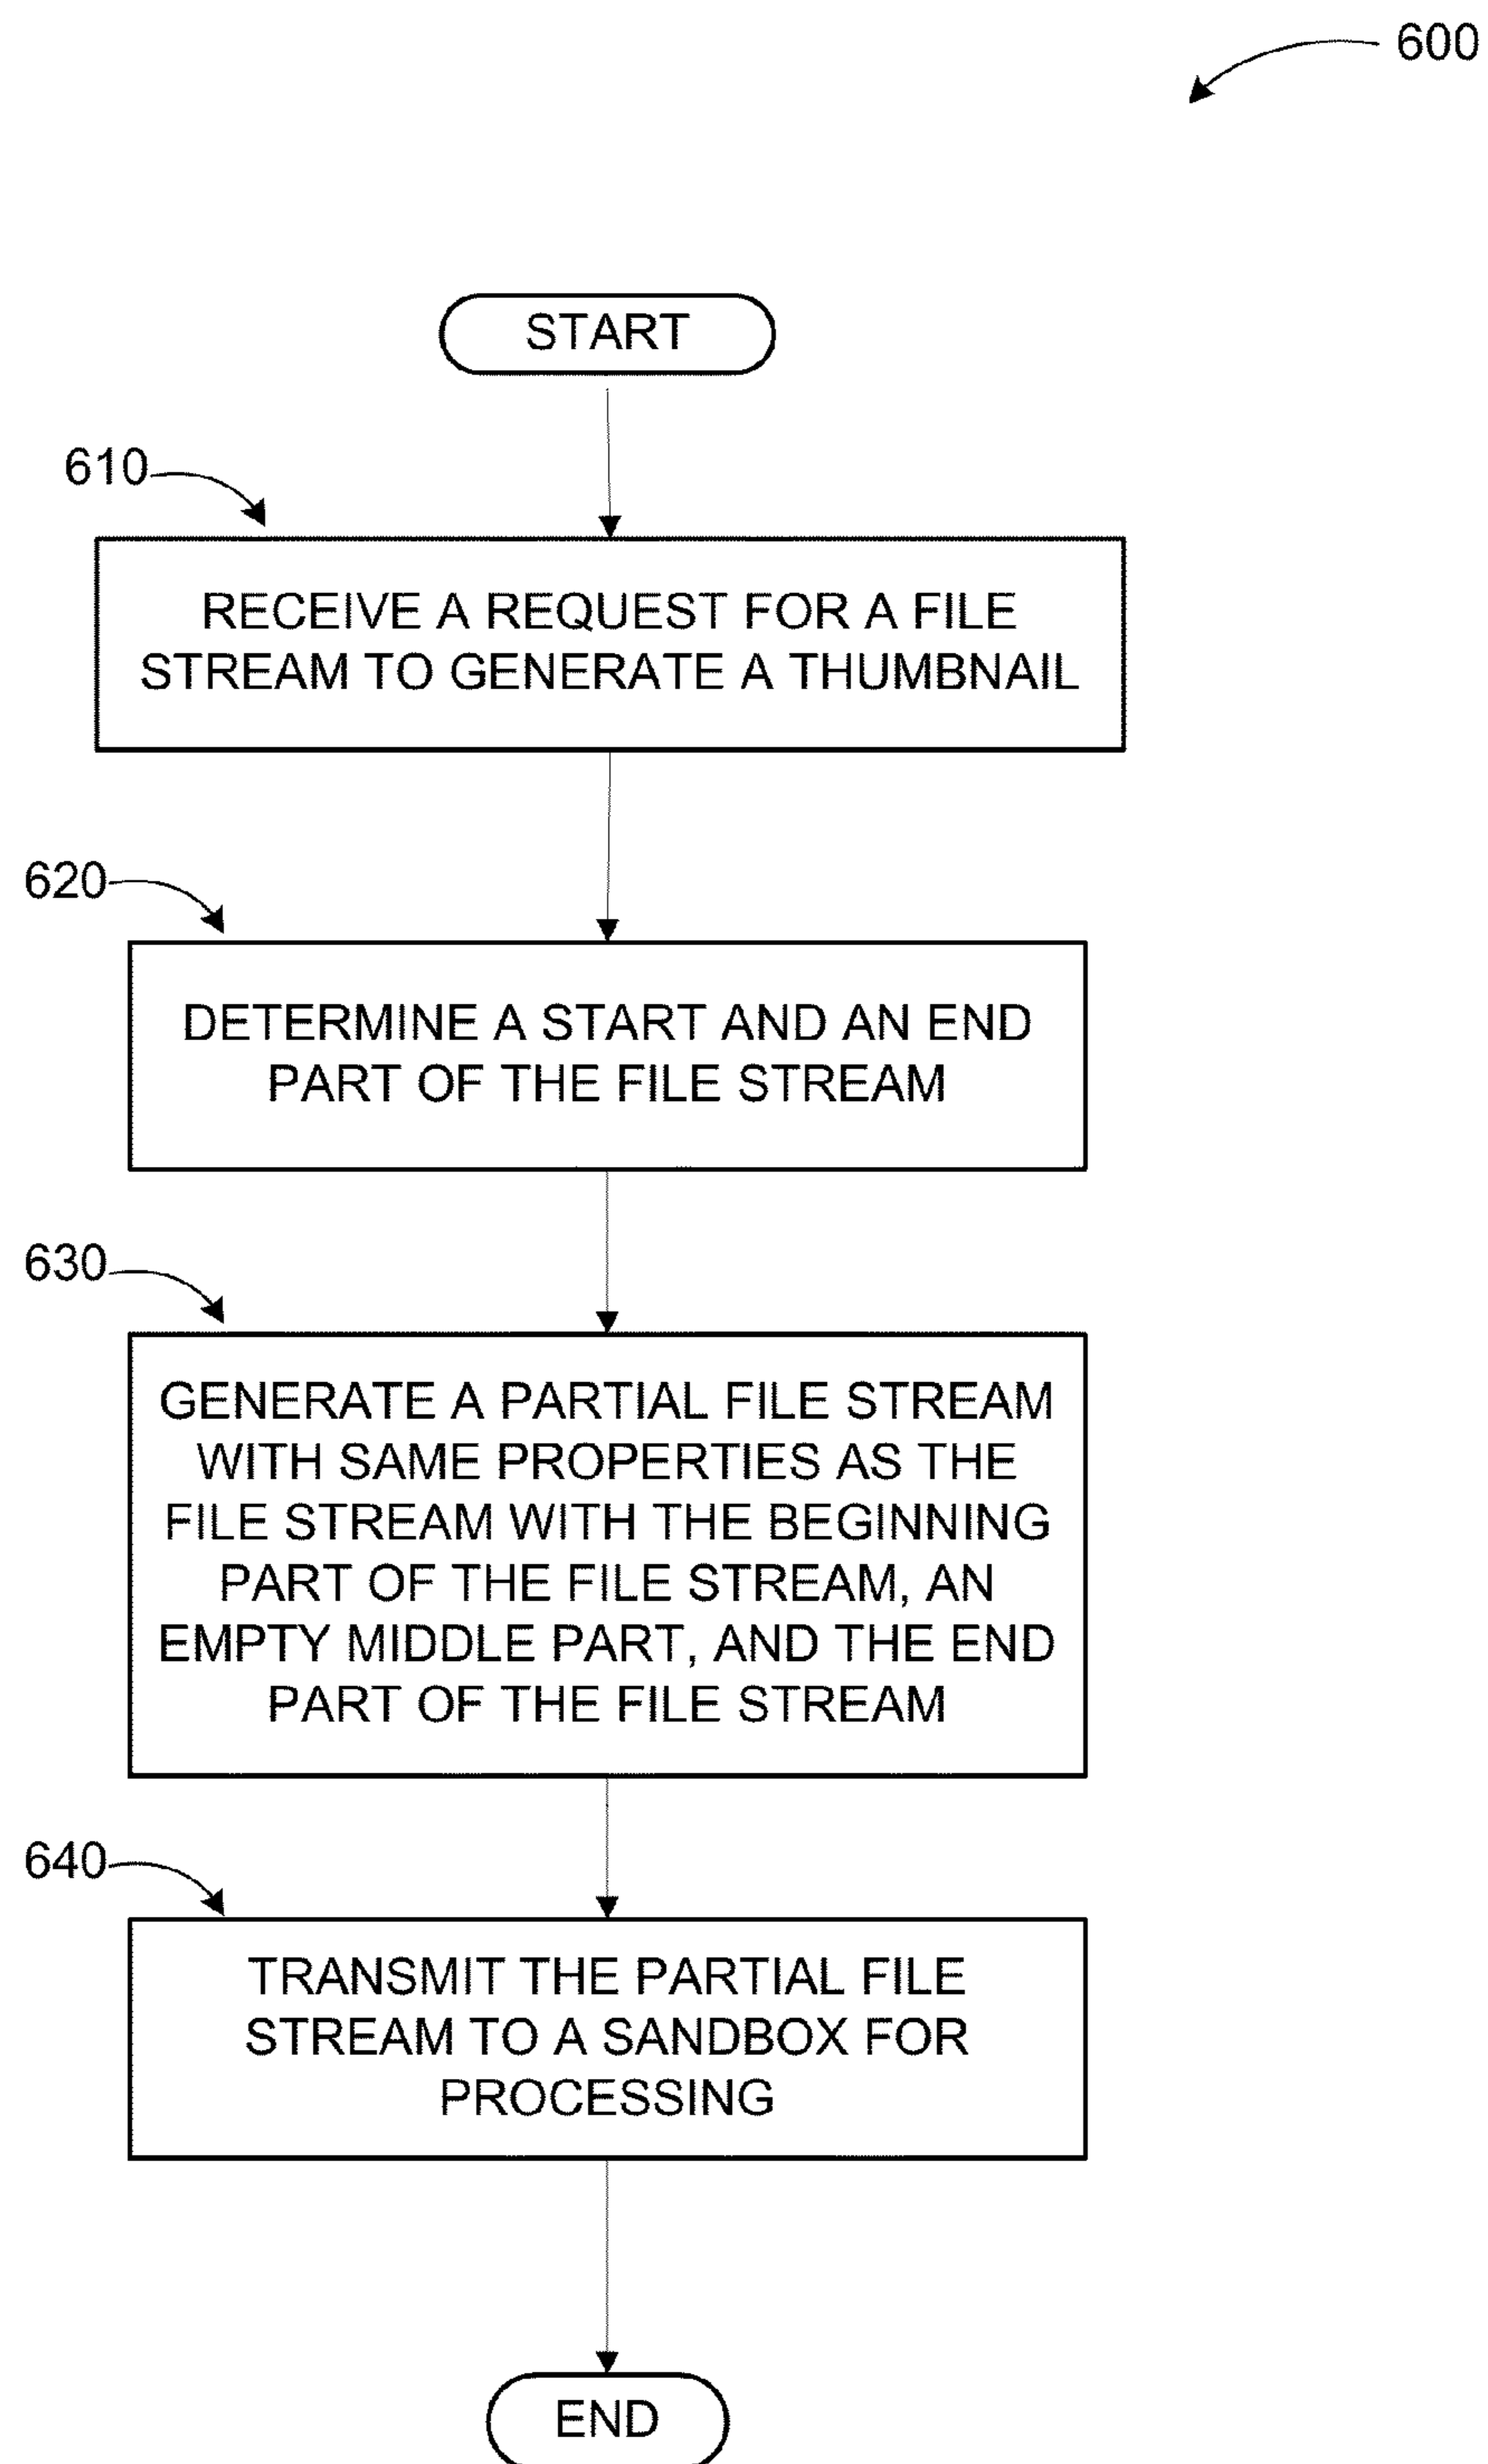 600
START
610
RECEIVE A REQUEST FOR A FILE
STREAM TO GENERATE A THUMBNAIL
620
DETERMINE A START AND AN END
PART OF THE FILE STREAM
630
GENERATE A PARTIAL FILE STREAM
WITH SAME PROPERTIES AS THE
FILE STREAM WITH THE BEGINNING
PART OF THE FILE STREAM, AN
EMPTY MIDDLE PART, AND THE END
PART OF THE FILE STREAM
640
TRANSMIT THE PARTIAL FILE
STREAM TO A SANDBOX FOR
PROCESSING
END